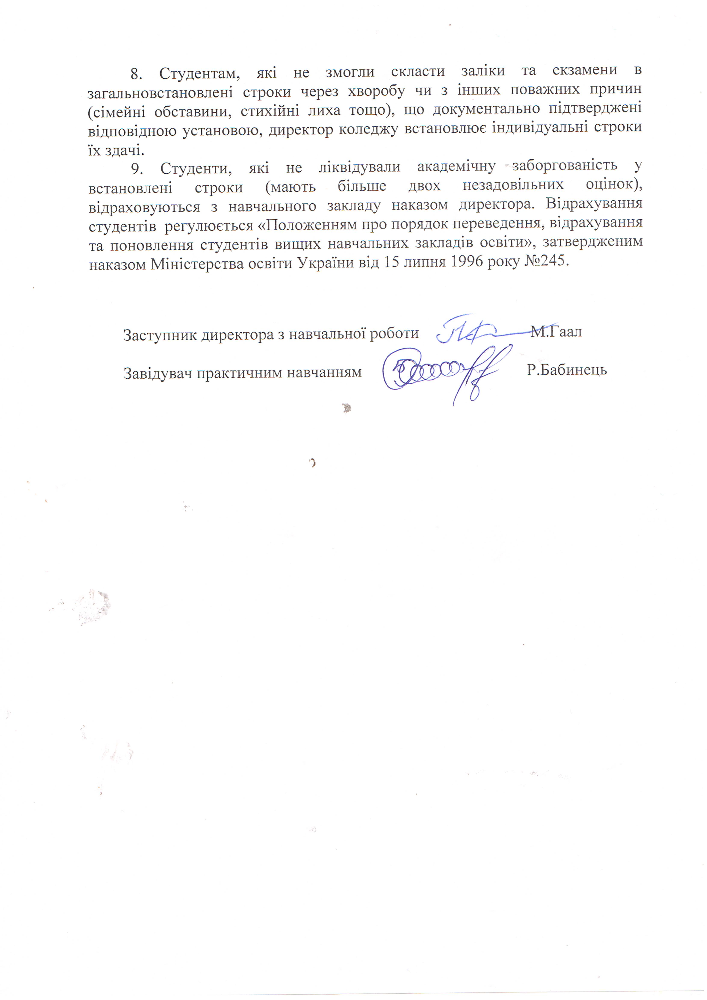 8. Студентам, які не змогли скласти заліки та екзамени в
загальновстановлені строки через хворобу чи з інших поважних причин
(сімейні обставини, стихійні лиха тощо), що документально підтверджені
відповідною установою, директор коледжу встановлює індивідуальні строки
їх здачі.
9. Студенти, які не ліквідували академічну заборгованість у
встановлені строки (мають більше двох незадовільних оцінок),
відраховуються з навчального закладу наказом директора. Відрахування
студентів регулюється «Положенням про порядок переведення, відрахування
та поновлення студентів вищих навчальних закладів освіти», затвердженим
наказом Міністерства освіти України від 15 липня 1996 року №245.
Заступник директора з навчальної роботи М.Гаал
Завідувач практичним навчанням Р.Бабинець